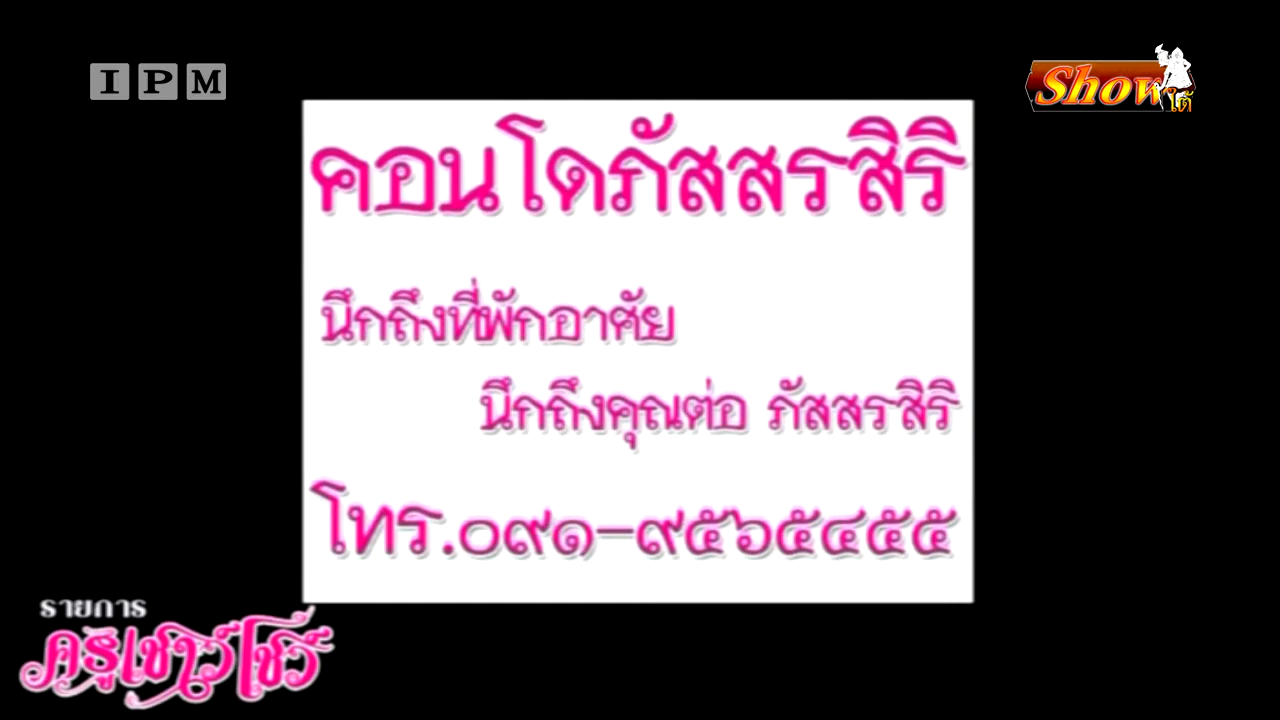 IPM
Show
ใต้
คอนโดภัสสรสิริ
นึกถึงที่พักอาศัย
นึกถึงคุณต่อ ภัสสรสิริ
โทร.๐๙๑-๙๕๖๕๔๕๕
รายการ
ครูเชาว์โชว์